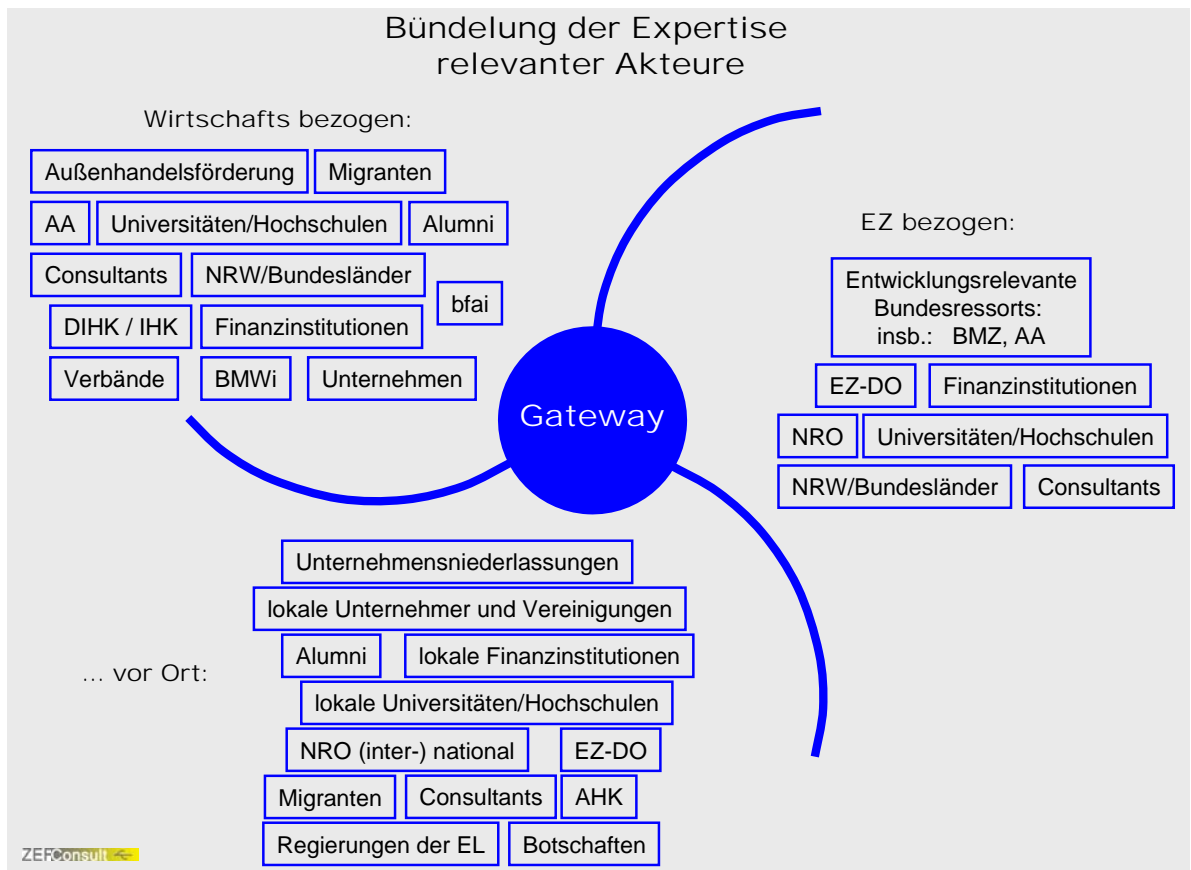 Bündelung der Expertise
relevanter Akteure
Wirtschafts bezogen:
Außenhandelsförderung Migranten
AA Universitäten/Hochschulen Alumni
Consultants NRW/Bundesländer
bfai
DIHK / IHK Finanzinstitutionen
Verbände BMWi Unternehmen
Gateway
EZ bezogen:
Entwicklungsrelevante
Bundesressorts:
insb.: BMZ, AA
EZ-DO Finanzinstitutionen
NRO Universitäten/Hochschulen
NRW/Bundesländer Consultants
... vor Ort:
Unternehmensniederlassungen
lokale Unternehmer und Vereinigungen
Alumni lokale Finanzinstitutionen
lokale Universitäten/Hochschulen
NRO (inter-) national EZ-DO
Migranten Consultants AHK
Regierungen der EL Botschaften
ZEFConsult